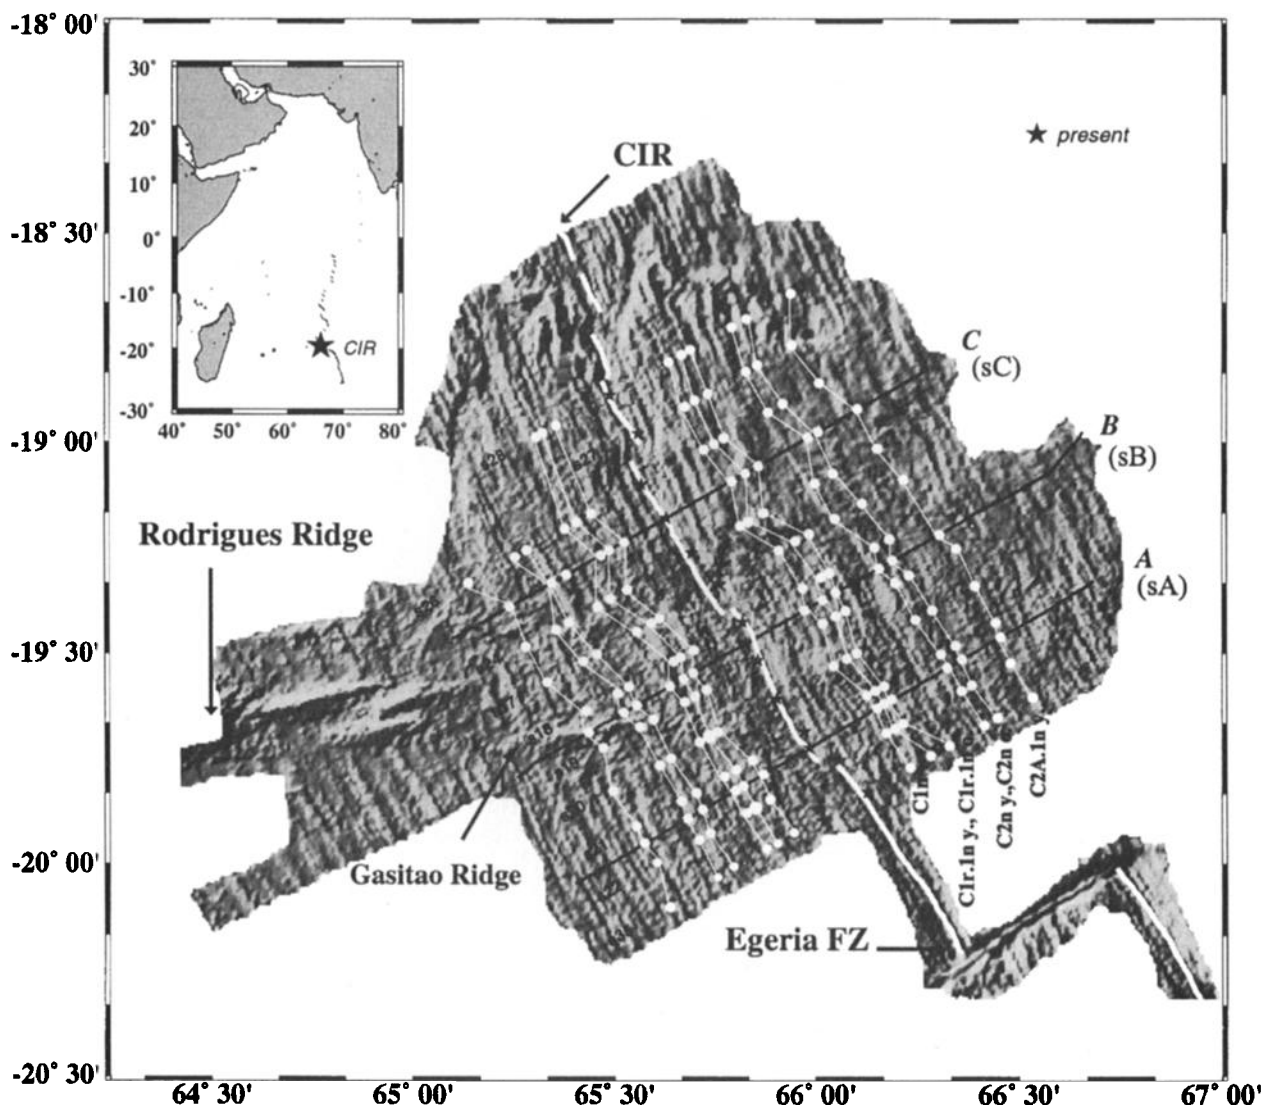 -18° 00'
-18° 30'
-19° 00'
-19° 30'
-20° 00'
-20° 30'
64° 30'
65° 00'
65° 30'
66° 00'
66° 30'
67° 00'
30°
20°
10°
0°
-10°
-20°
-30°
40°
50°
60°
70°
80°
CIR
present
CIR
C
(sC)
B
(sB)
A
(sA)
Rodrigues Ridge
Gasitao Ridge
Egeria FZ
C1n
C1r.1n y., C1r.1n
C2n y., C2n
C2A.1n y